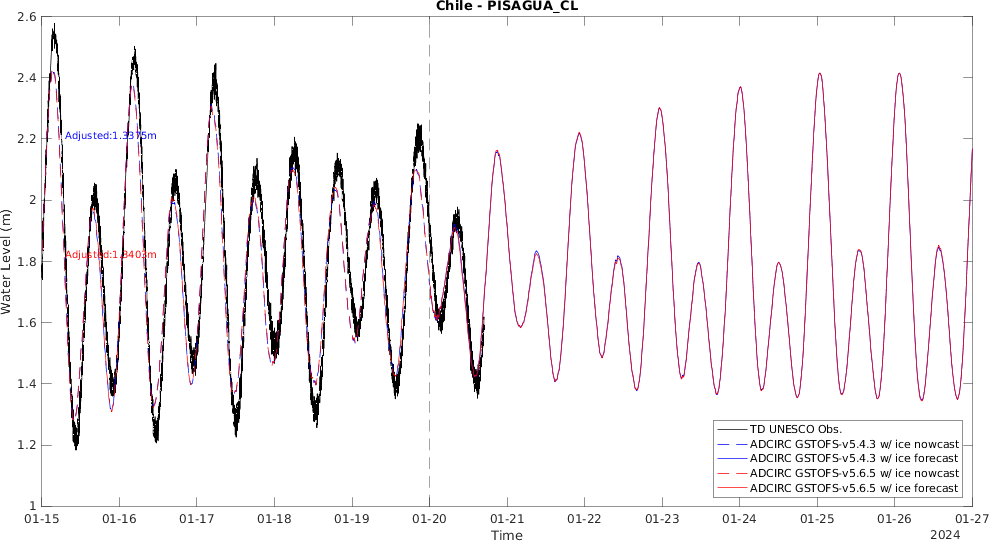 Chile - PISAGUA_CL
2.6
2.4
2.2
2
1.8
1.6
1.4
1.2
1
Water Level (m)
Adjusted:1.3375m
Adjusted:1.3403m
TD UNESCO Obs.
ADCIRC GSTOFS-v5.4.3 w/ ice nowcast
ADCIRC GSTOFS-v5.4.3 w/ ice forecast
ADCIRC GSTOFS-v5.6.5 w/ ice nowcast
ADCIRC GSTOFS-v5.6.5 w/ ice forecast
01-15 01-16 01-17 01-18 01-19 01-20 01-21 01-22 01-23 01-24 01-25 01-26 01-27
Time
2024